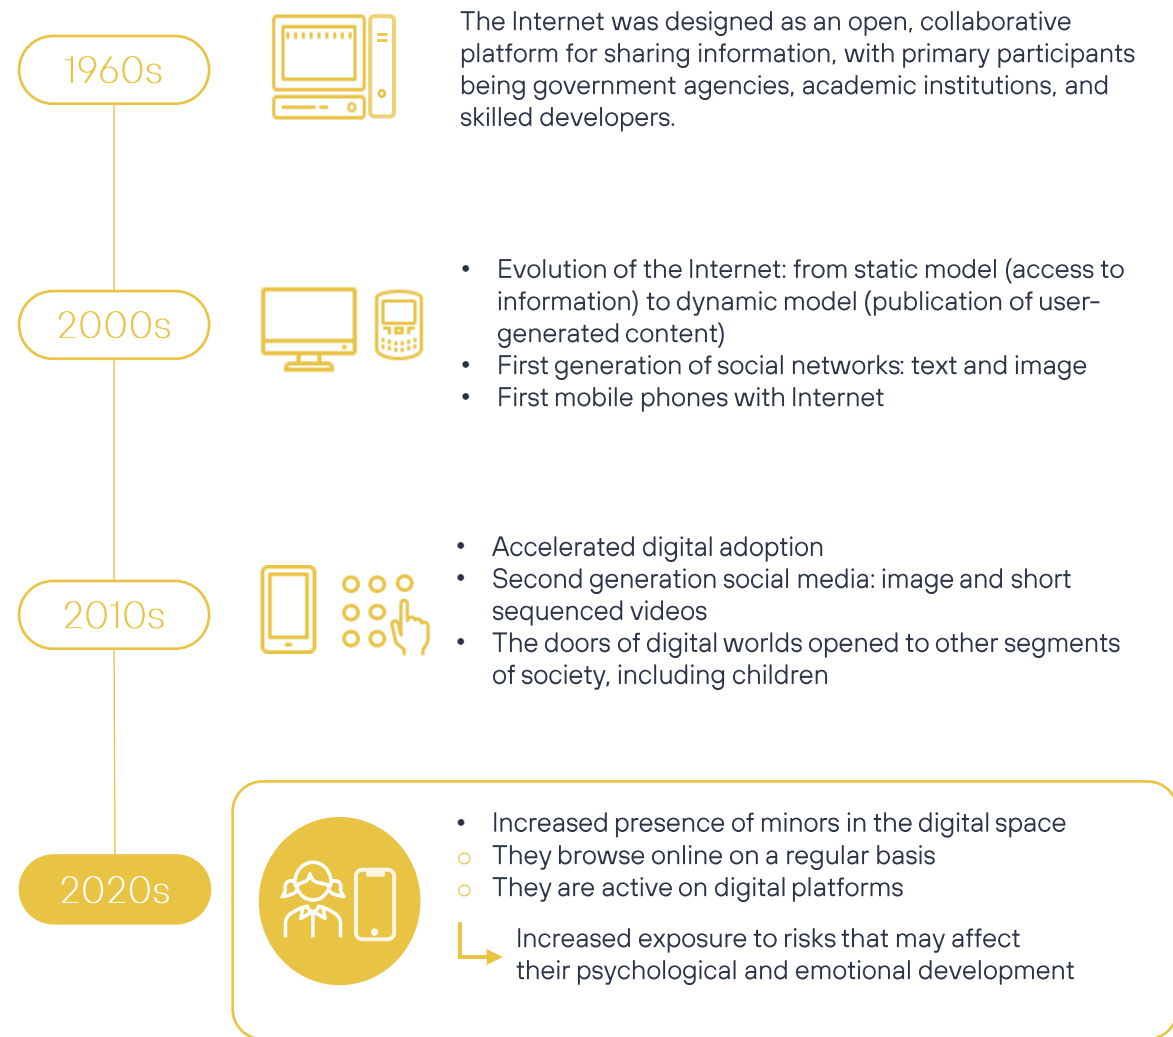 1960s
The Internet was designed as an open, collaborative
platform for sharing information, with primary participants
being government agencies, academic institutions, and
skilled developers.
2000s
• Evolution of the Internet: from static model (access to
information) to dynamic model (publication of user-
generated content)
• First generation of social networks: text and image
• First mobile phones with Internet
2010s
• Accelerated digital adoption
• Second generation social media: image and short
sequenced videos
• The doors of digital worlds opened to other segments
of society, including children
2020s
• Increased presence of minors in the digital space
○ They browse online on a regular basis
○ They are active on digital platforms
Increased exposure to risks that may affect
their psychological and emotional development